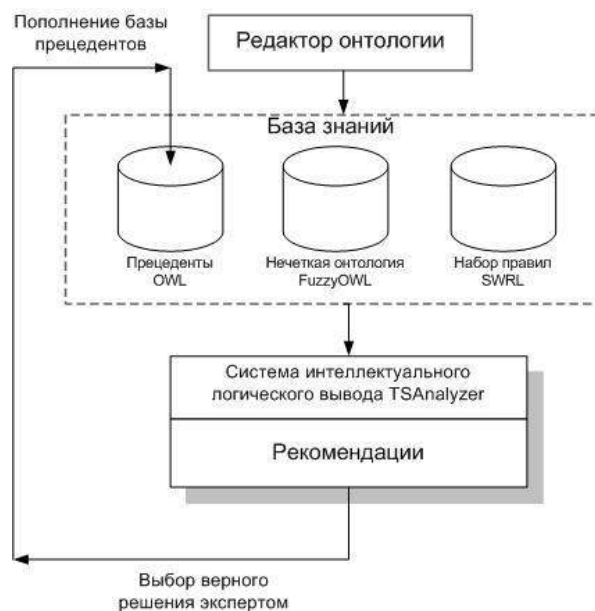 Пополнение базы
прецедентов
Редактор онтологии
База знаний
Прецеденты
OWL
Нечеткая онтология
FuzzyOWL
Набор правил
SWRL
Система интеллектуального
логического вывода TSAnalyzer
Рекомендации
Выбор верного
решения экспертом